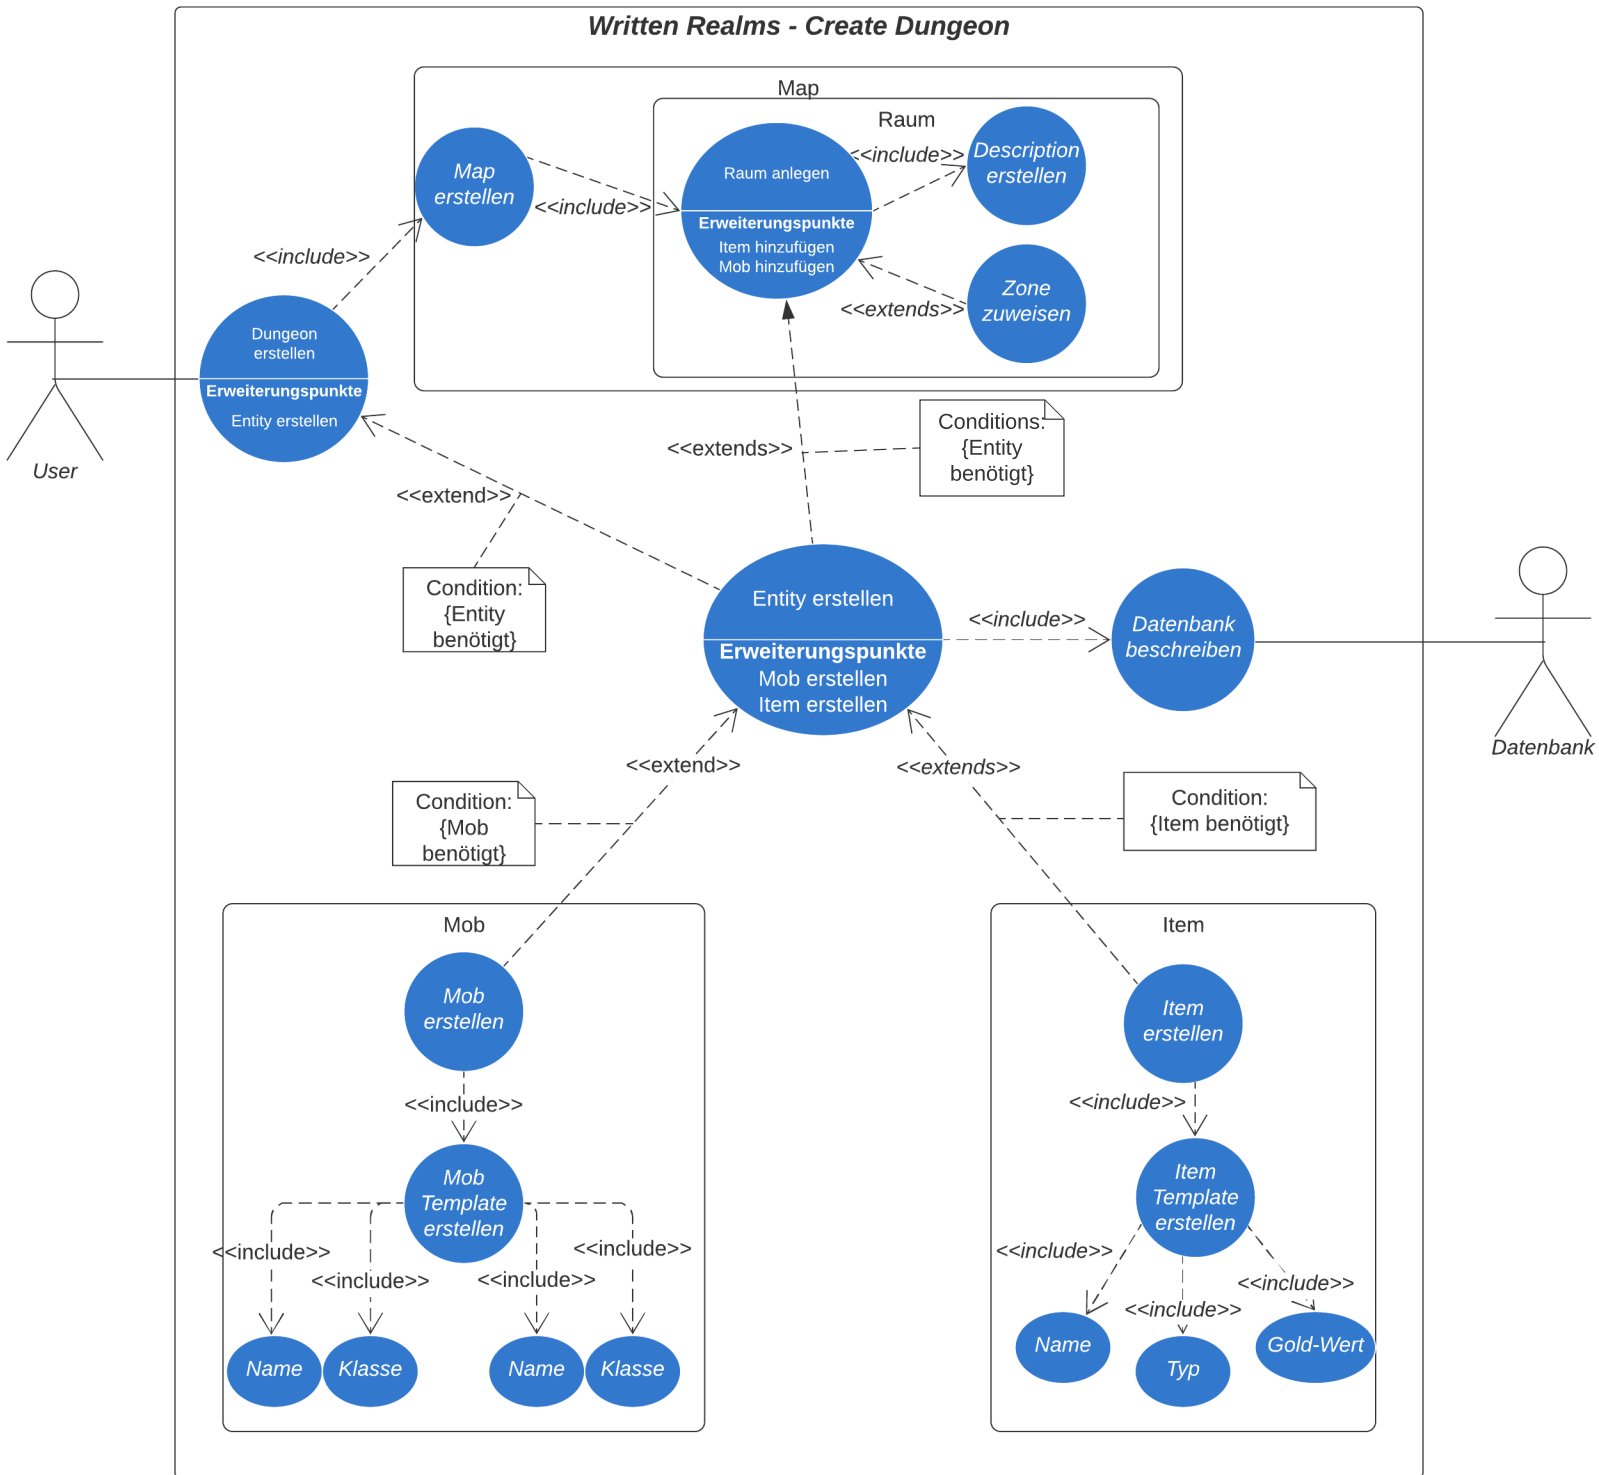 Written Realms - Create Dungeon
Map
Raum
Map
erstellen
<<include>>
Raum anlegen
Erweiterungspunkte
Item hinzufügen
Mob hinzufügen
<<include>>
Description
erstellen
Zone
zuweisen
<<extends>>
<<include>>
User
Dungeon
erstellen
Erweiterungspunkte
Entity erstellen
<<extend>>
Condition:
{Entity
benötigt}
<<extends>>
Conditions:
{Entity
benötigt}
Entity erstellen
Erweiterungspunkte
Mob erstellen
Item erstellen
<<include>>
Datenbank
beschreiben
Datenbank
<<extend>>
Condition:
{Mob
benötigt}
<<extends>>
Condition:
{Item benötigt}
Mob
Mob
erstellen
<<include>>
Mob
Template
erstellen
<<include>>
<<include>>
<<include>>
<<include>>
Name
Klasse
Name
Klasse
Item
Item
erstellen
<<include>>
Item
Template
erstellen
<<include>>
<<include>>
<<include>>
Name
Typ
Gold-Wert